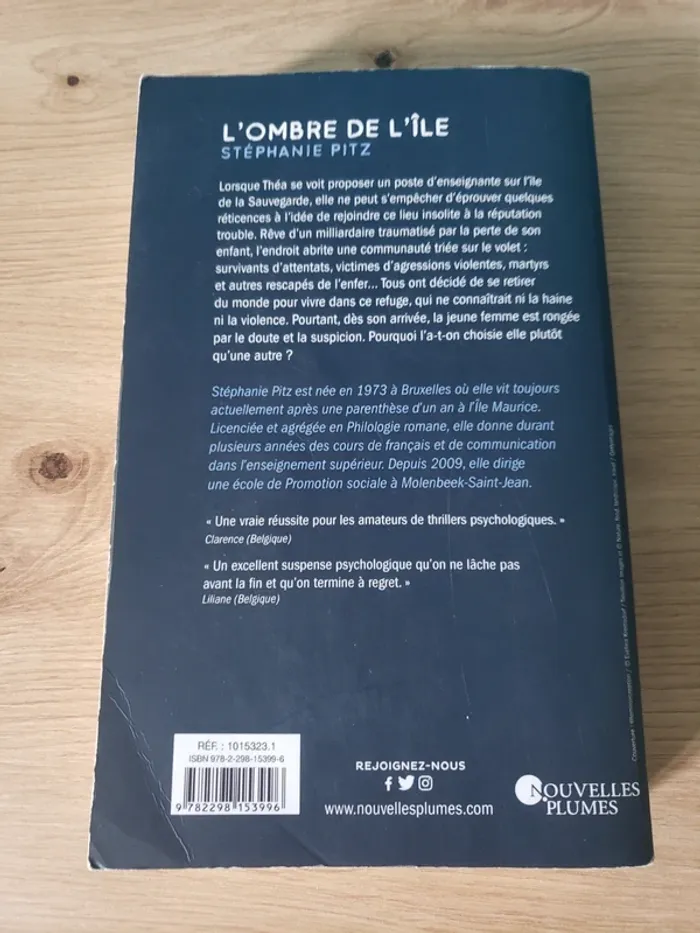 L'OMBRE DE L'ÎLE
STÉPHANIE PITZ
Lorsque Théa se voit proposer un poste d'enseignante sur l'île
de la Sauvegarde, elle ne peut s'empêcher d'éprouver quelques
réticences à l'idée de rejoindre ce lieu insolite à la réputation
trouble. Rêve d'un milliardaire traumatisé par la perte de son
enfant, l'endroit abrite une communauté triée sur le volet :
survivants d'attentats, victimes d'agressions violentes, martyrs
et autres rescapés de l'enfer... Tous ont décidé de se retirer
du monde pour vivre dans ce refuge, qui ne connaîtrait ni la haine
ni la violence. Pourtant, dès son arrivée, la jeune femme est rongée
par le doute et la suspicion. Pourquoi l'a-t-on choisie elle plutôt
qu'une autre ?
Stéphanie Pitz est née en 1973 à Bruxelles où elle vit toujours
actuellement après une parenthèse d'un an à l'Île Maurice.
Licenciée et agrégée en Philologie romane, elle donne durant
plusieurs années des cours de français et de communication
dans l'enseignement supérieur. Depuis 2009, elle dirige
une école de Promotion sociale à Molenbeek-Saint-Jean.
« Une vraie réussite pour les amateurs de thrillers psychologiques. »
Clarence (Belgique)
« Un excellent suspense psychologique qu'on ne lâche pas
avant la fin et qu'on termine à regret. »
Liliane (Belgique)
RÉF. : 1015323.1
ISBN 978-2-298-15399-6
9 782298 153996
REJOIGNEZ-NOUS
www.nouvellesplumes.com
NOUVELLES
PLUMES